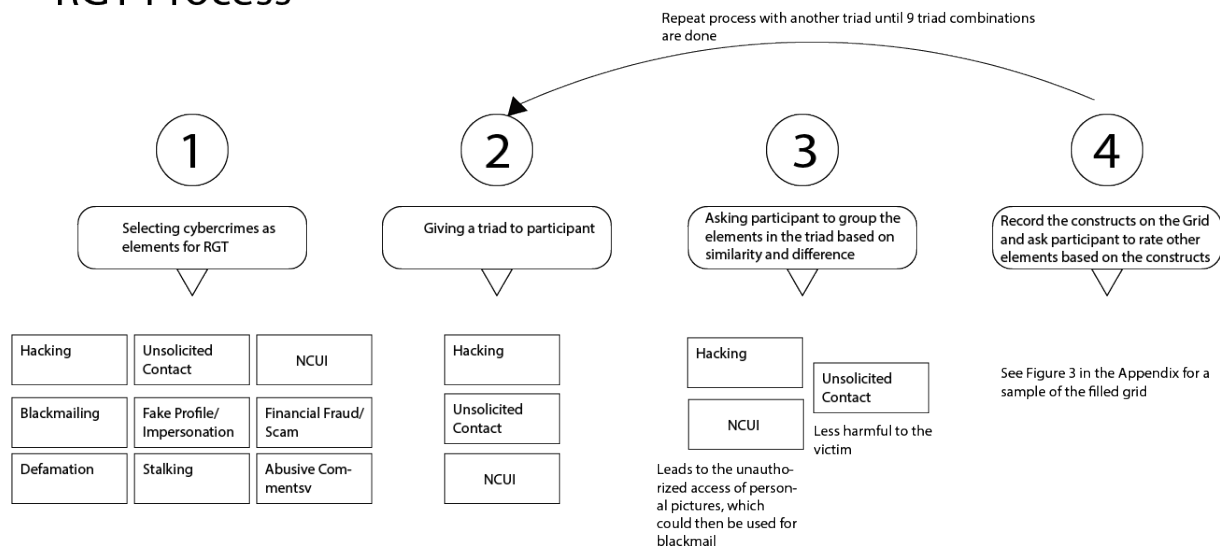 RGT Process
Repeat process with another triad until 9 triad combinations
are done
1
2
3
4
Selecting cybercrimes as
elements for RGT
Giving a triad to participant
Asking participant to group the
elements in the triad based on
similarity and difference
Record the constructs on the Grid
and ask participant to rate other
elements based on the constructs
Hacking
Unsolicited
Contact
NCUI
Blackmailing
Fake Profile/
Impersonation
Financial Fraud/
Scam
Defamation
Stalking
Abusive Com-
mentsv
Hacking
Unsolicited
Contact
NCUI
Hacking
NCUI
Leads to the unautho-
rized access of person-
al pictures, which
could then be used for
blackmail
Unsolicited
Contact
Less harmful to the
victim
See Figure 3 in the Appendix for a
sample of the filled grid